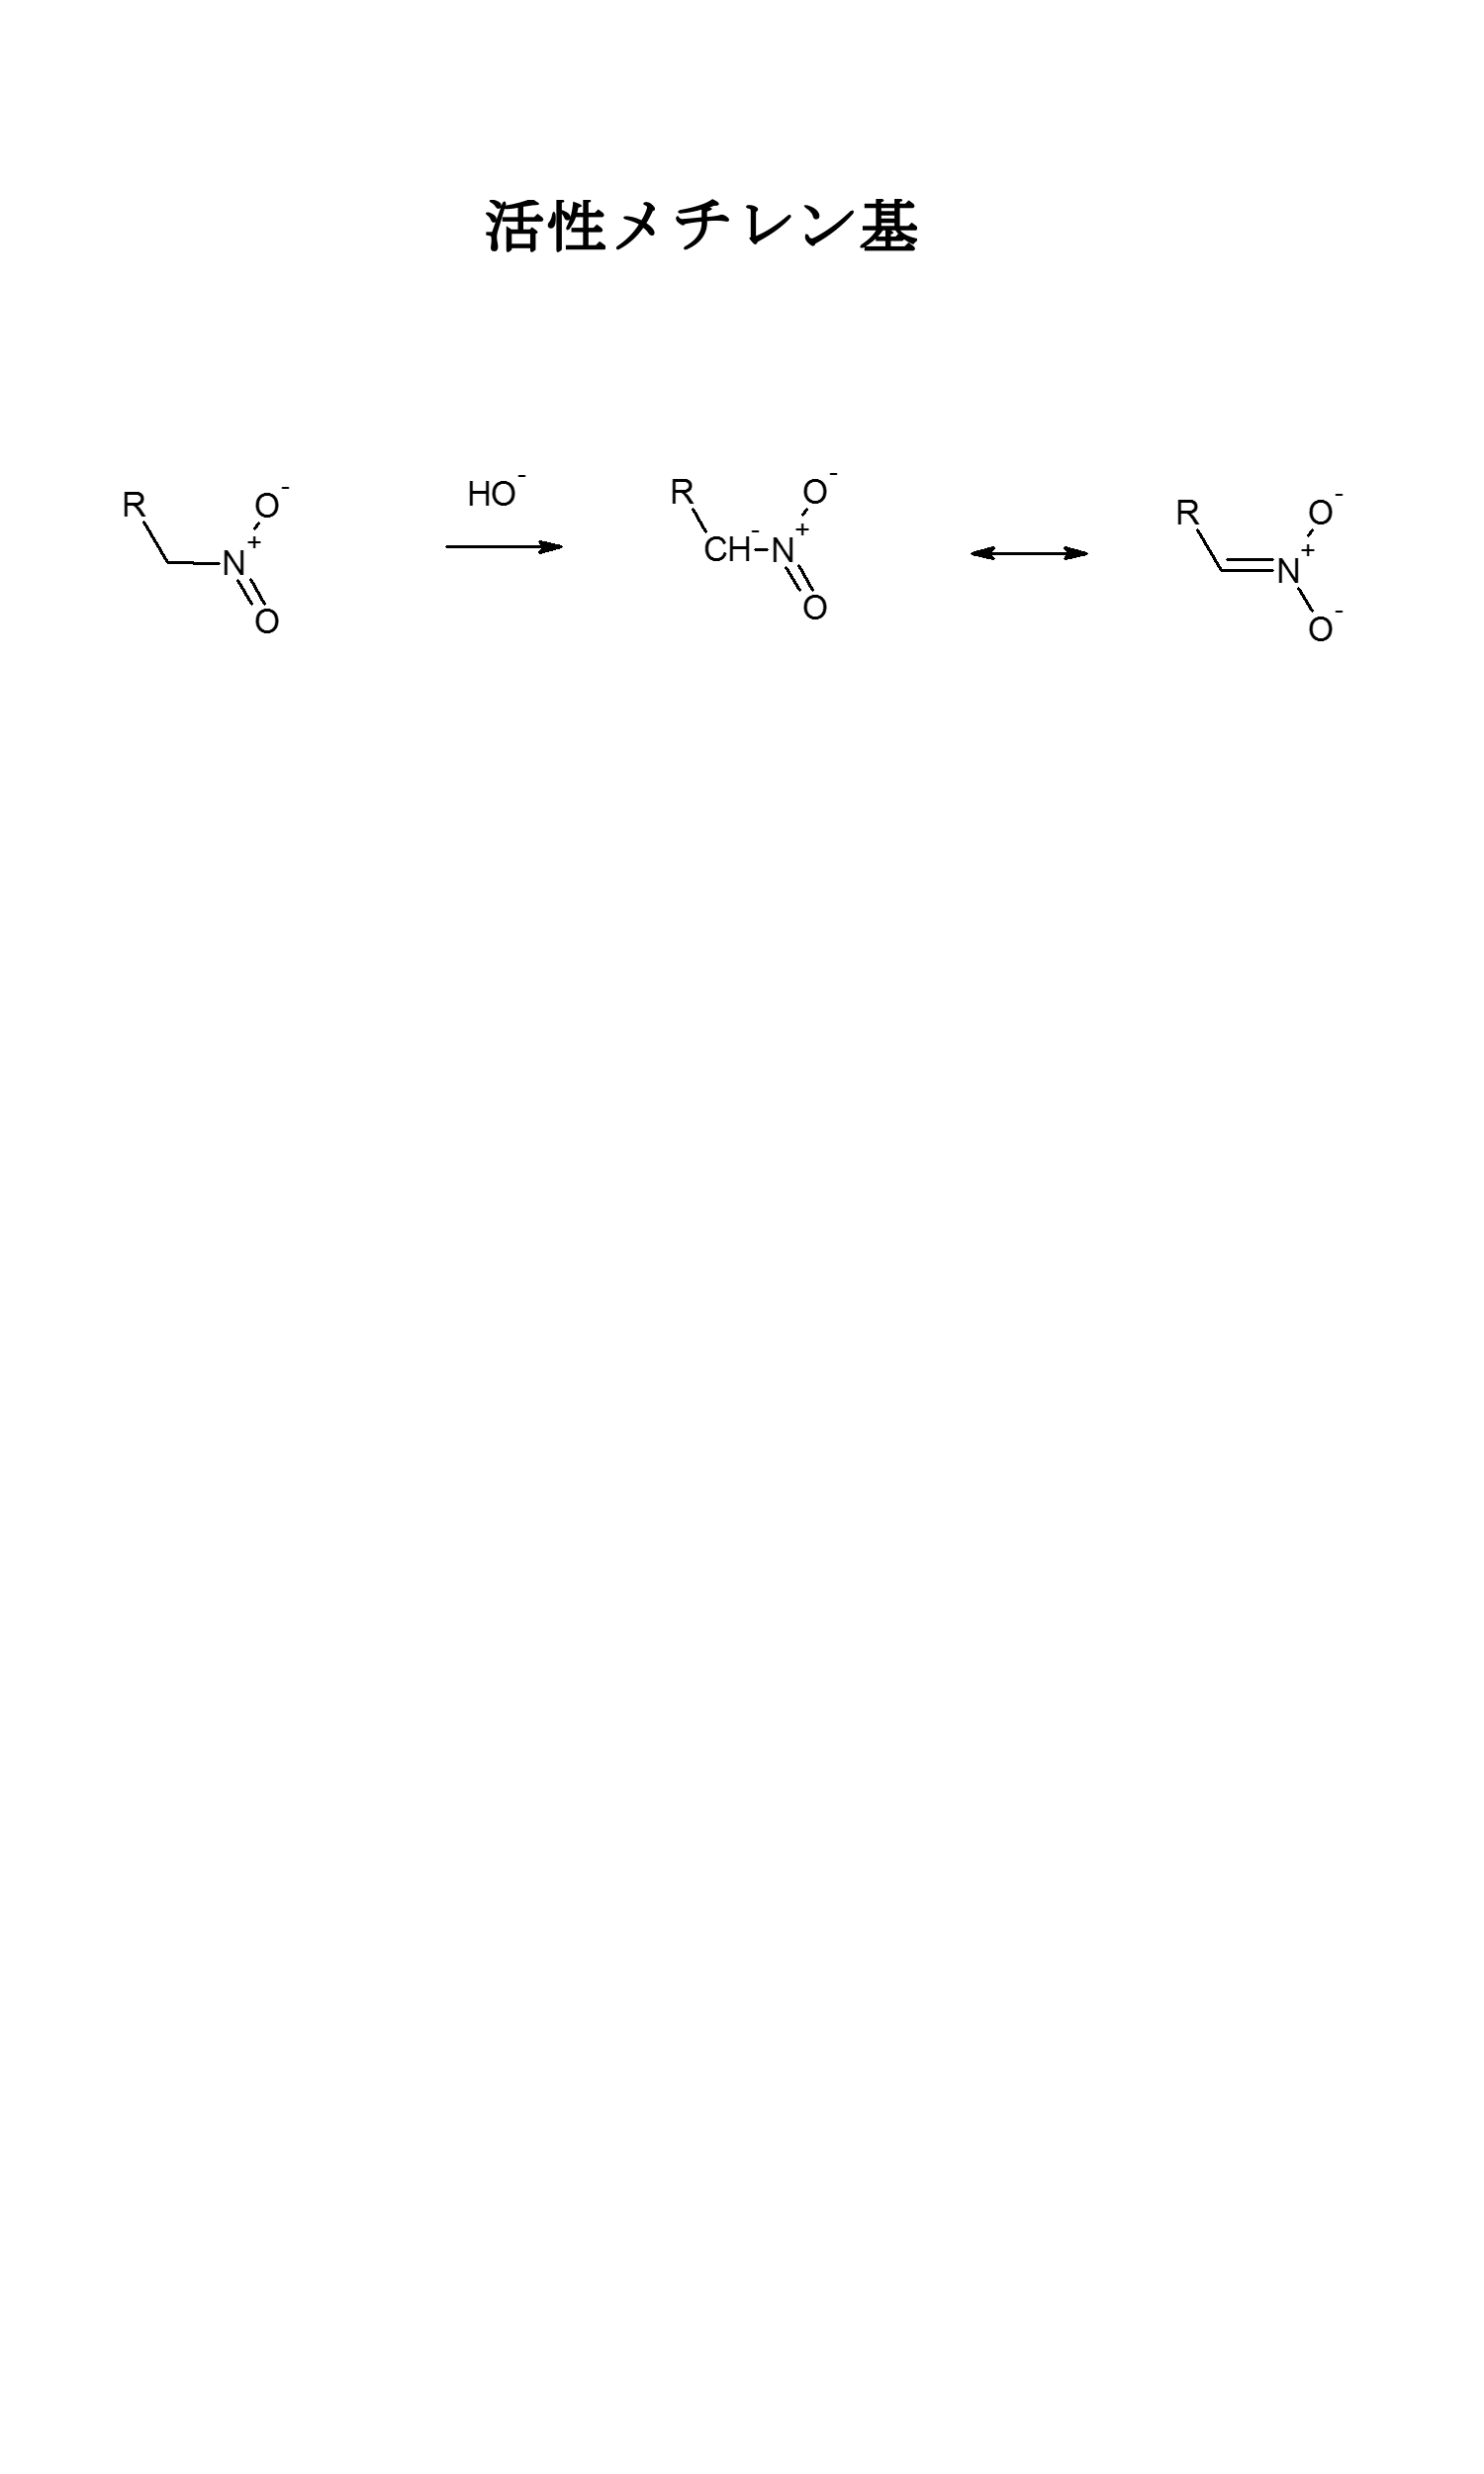 活性メチレン基
R O- N+ O
HO-
R CH- N+ O- O
R N+ O- O-